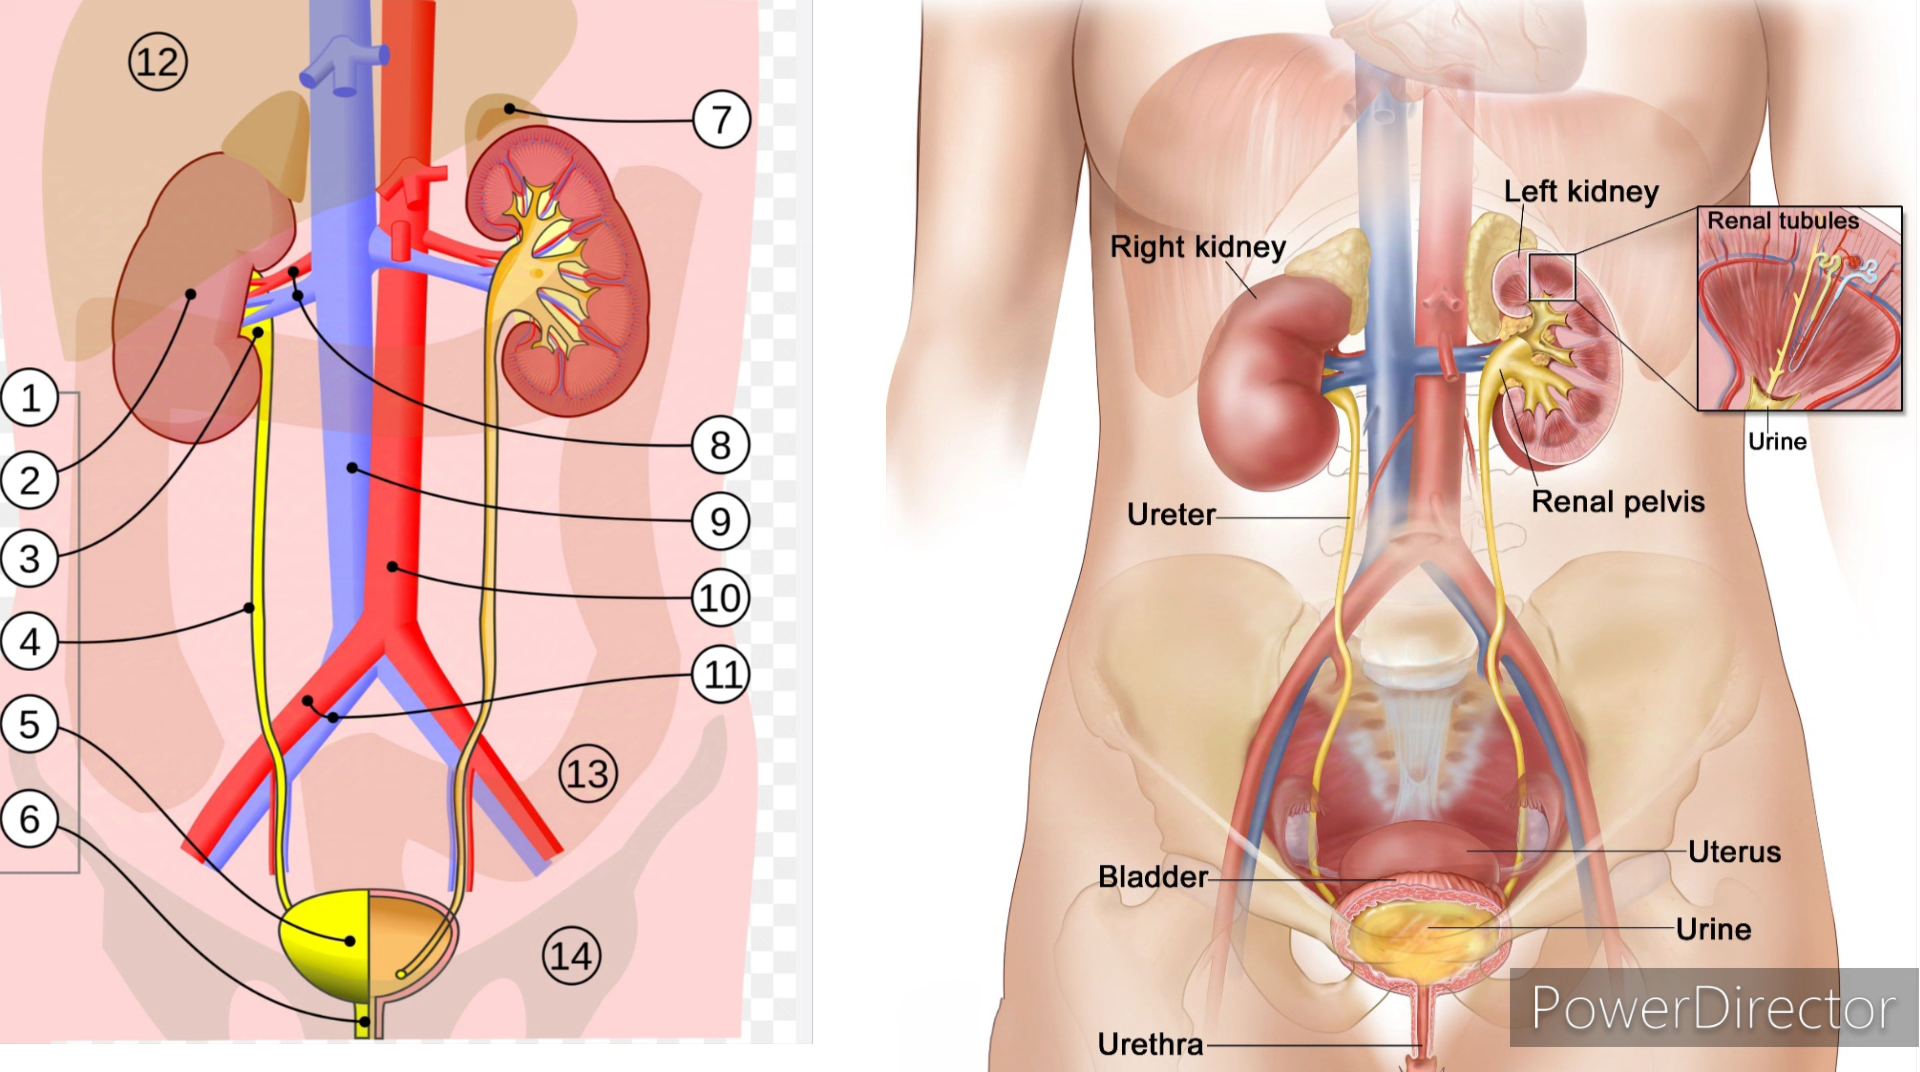 12
7
1
2
3
4
5
6
8
9
10
11
13
14
Left kidney
Right kidney
Renal tubules
Urine
Renal pelvis
Ureter
Uterus
Bladder
Urine
Urethra
PowerDirector